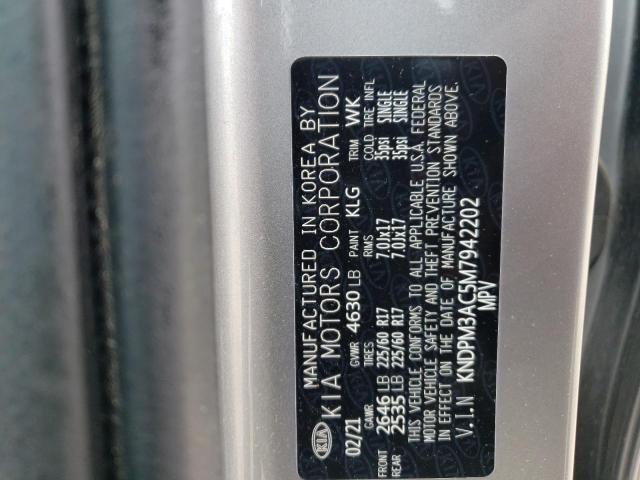 KIA
MANUFACTURED IN KOREA BY
KIA MOTORS CORPORATION
02/21 GVWR 4630 LB PAINT KLG TRIM WK
GAWR TIRES RIMS COLD TIRE INFL
FRONT 2646 LB 225/60 R17 7.0Jx17 35psi SINGLE
REAR 2535 LB 225/60 R17 7.0Jx17 35psi SINGLE
THIS VEHICLE CONFORMS TO ALL APPLICABLE U.S.A. FEDERAL
MOTOR VEHICLE SAFETY AND THEFT PREVENTION STANDARDS
IN EFFECT ON THE DATE OF MANUFACTURE SHOWN ABOVE.
V.I.N KNDPM3AC5M7942202
MPV